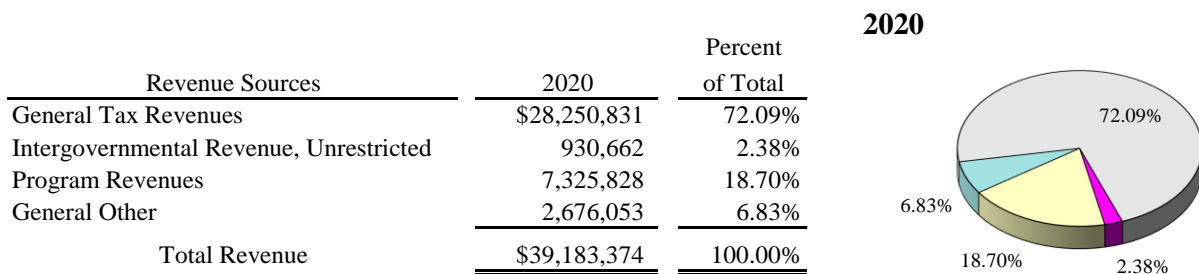 2020
Percent
Revenue Sources 2020 of Total
General Tax Revenues $28,250,831 72.09%
Intergovernmental Revenue, Unrestricted 930,662 2.38%
Program Revenues 7,325,828 18.70%
General Other 2,676,053 6.83%
Total Revenue $39,183,374 100.00%
72.09%
6.83%
18.70%
2.38%